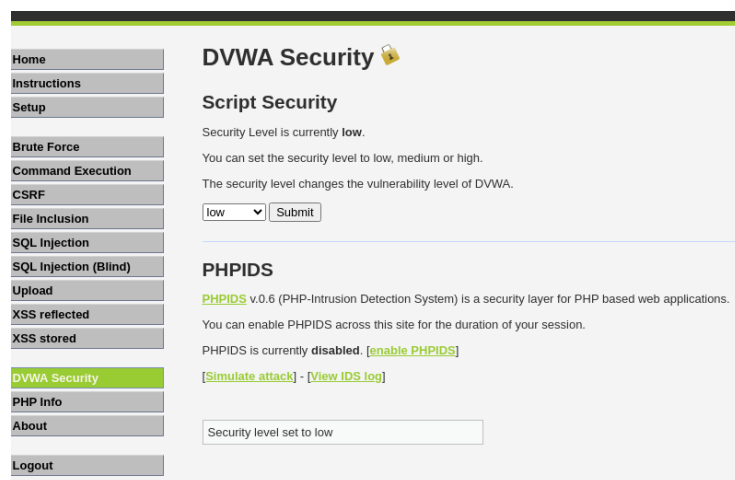 Home
Instructions
Setup
Brute Force
Command Execution
CSRF
File Inclusion
SQL Injection
SQL Injection (Blind)
Upload
XSS reflected
XSS stored
DVWA Security
PHP Info
About
Logout
DVWA Security
Script Security
Security Level is currently low.
You can set the security level to low, medium or high.
The security level changes the vulnerability level of DVWA.
low Submit
PHPIDS
PHPIDS v.0.6 (PHP-Intrusion Detection System) is a security layer for PHP based web applications.
You can enable PHPIDS across this site for the duration of your session.
PHPIDS is currently disabled. [enable PHPIDS]
[Simulate attack] - [View IDS log]
Security level set to low